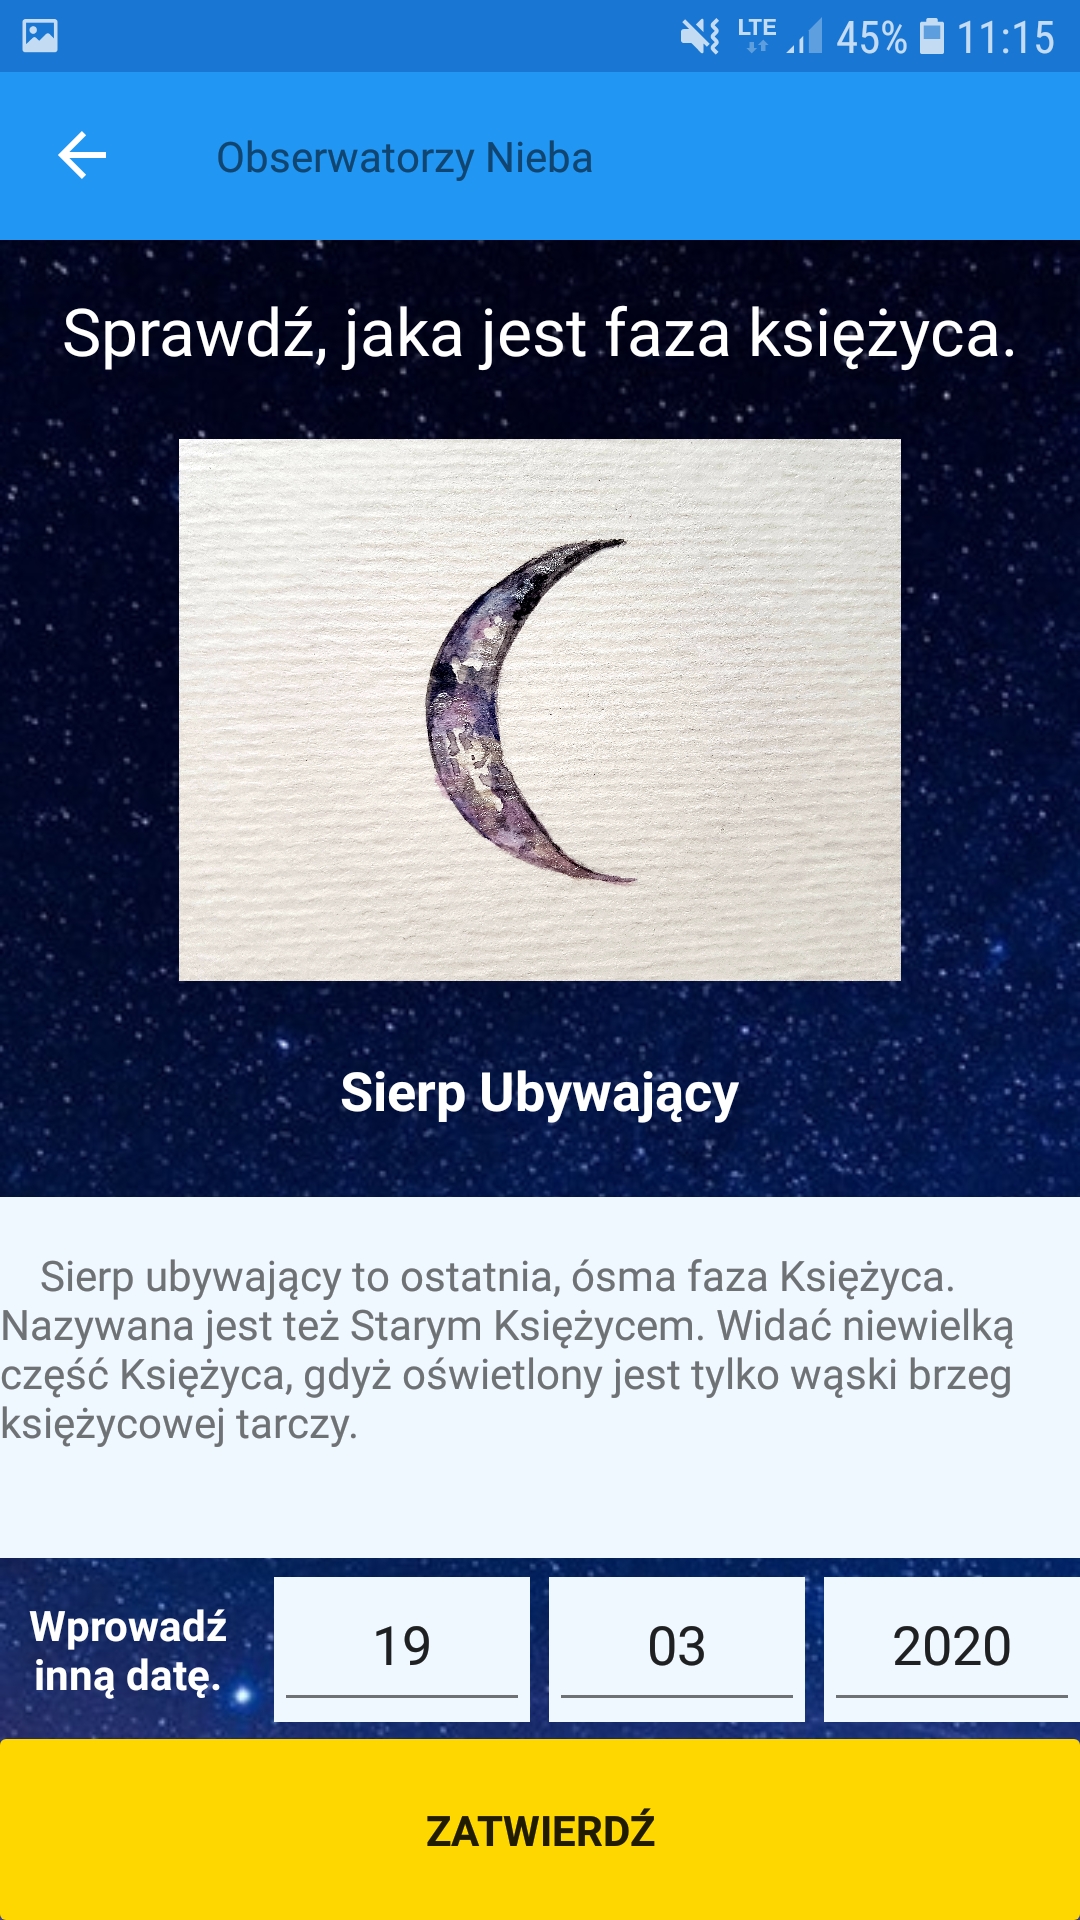 LTE 45% 11:15
Obserwatorzy Nieba
Sprawdź, jaka jest faza księżyca.
Sierp Ubywający
Sierp ubywający to ostatnia, ósma faza Księżyca.
Nazywana jest też Starym Księżycem. Widać niewielką
część Księżyca, gdyż oświetlony jest tylko wąski brzeg
księżycowej tarczy.
Wprowadź
inną datę.
19 03 2020
ZATWIERDŹ